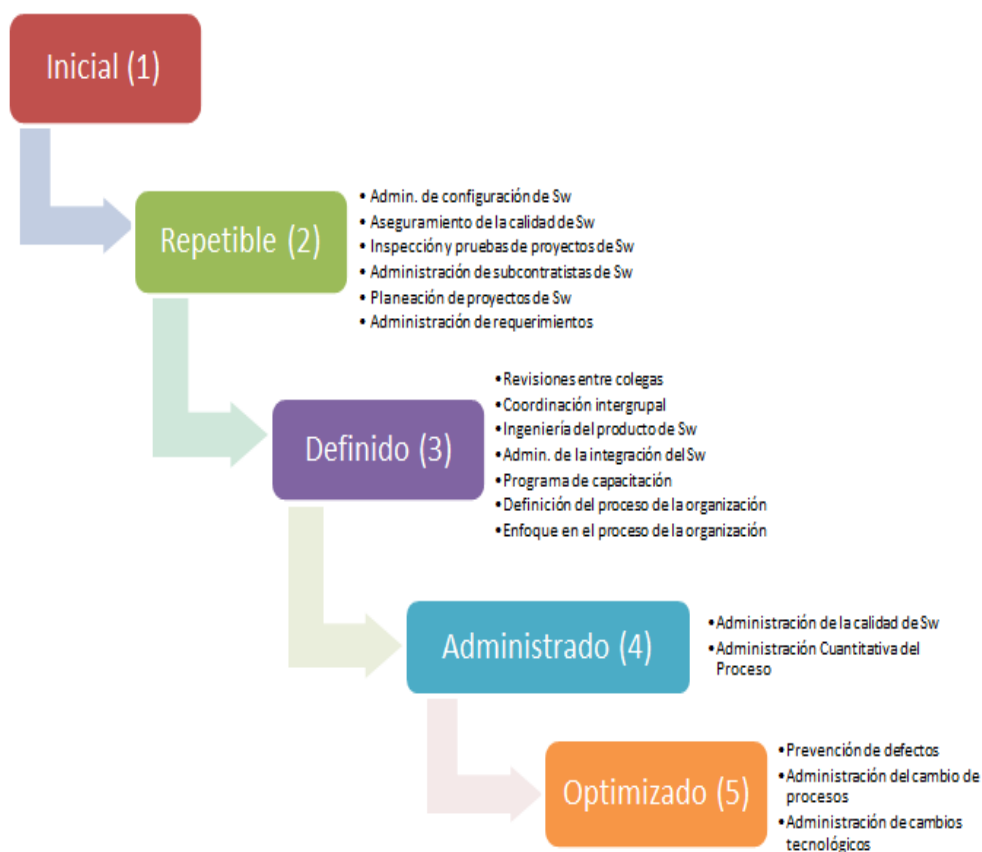 Inicial (1)
Repetible (2)
• Admin. de configuración de Sw
• Aseguramiento de la calidad de Sw
• Inspección y pruebas de proyectos de Sw
• Administración de subcontratistas de Sw
• Planeación de proyectos de Sw
• Administración de requerimientos
Definido (3)
•Revisiones entre colegas
•Coordinación intergrupal
•Ingeniería del producto de Sw
•Admin. de la integración del Sw
•Programa de capacitación
•Definición del proceso de la organización
•Enfoque en el proceso de la organización
Administrado (4)
•Administración de la calidad de Sw
•Administración Cuantitativa del
Proceso
Optimizado (5)
•Prevención de defectos
•Administración del cambio de
procesos
•Administración de cambios
tecnológicos